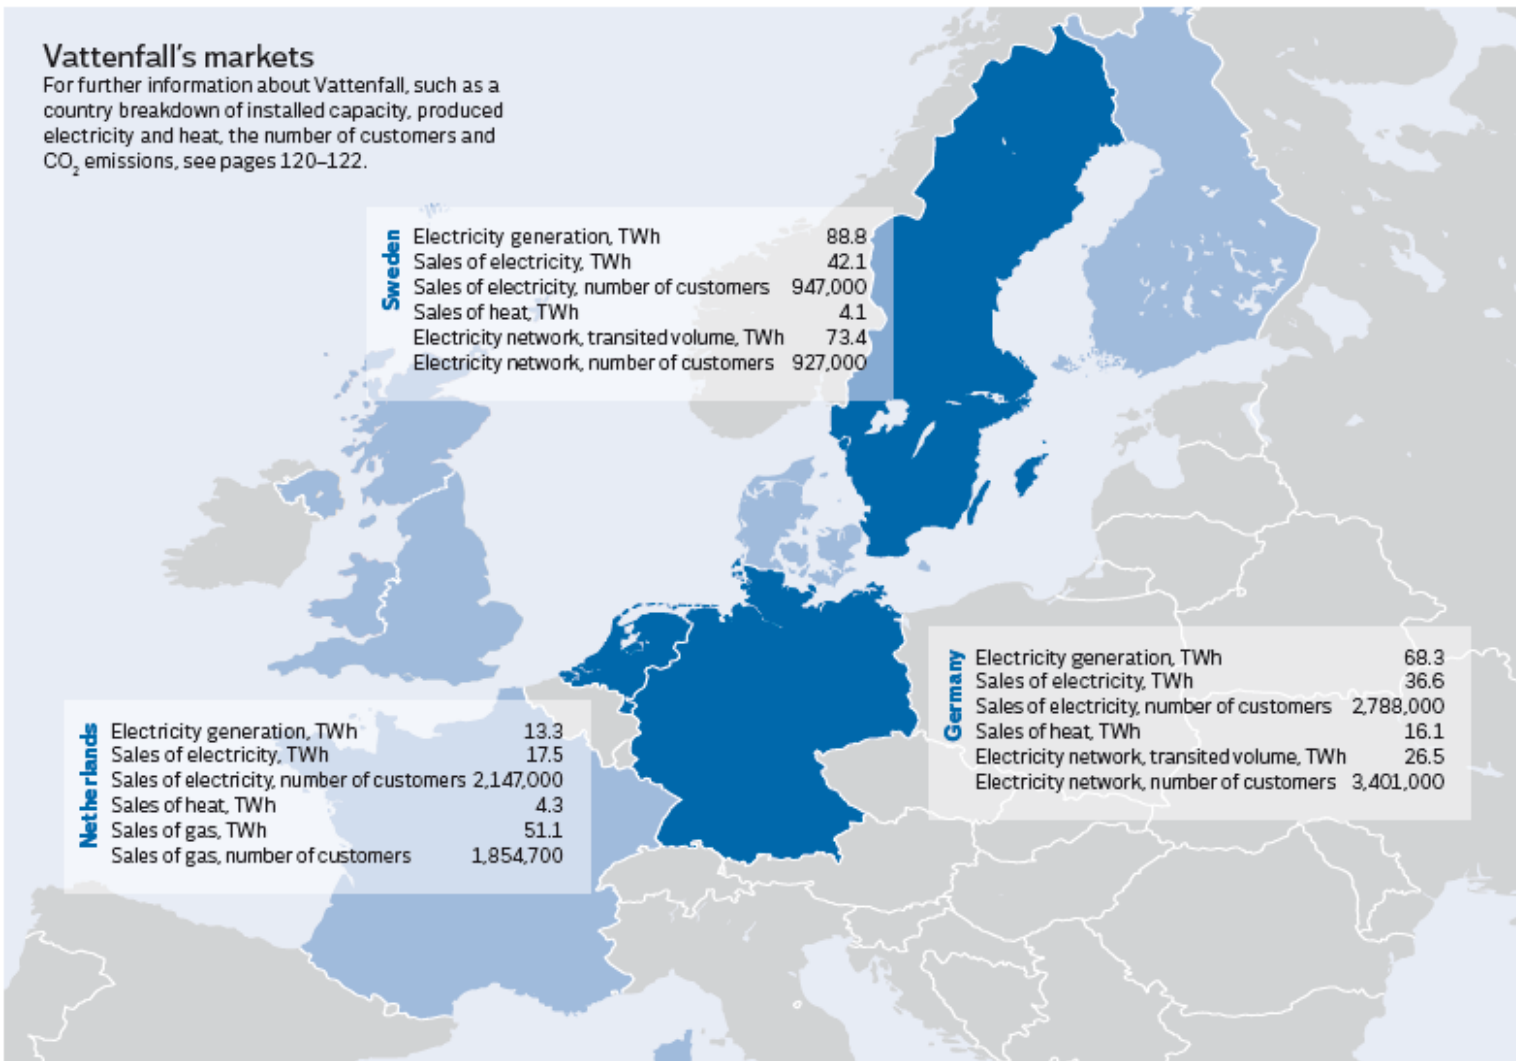 Vattenfall's markets
For further information about Vattenfall, such as a
country breakdown of installed capacity, produced
electricity and heat, the number of customers and
CO₂ emissions, see pages 120–122.
Sweden
Electricity generation, TWh 88.8
Sales of electricity, TWh 42.1
Sales of electricity, number of customers 947,000
Sales of heat, TWh 4.1
Electricity network, transited volume, TWh 73.4
Electricity network, number of customers 927,000
Germany
Electricity generation, TWh 68.3
Sales of electricity, TWh 36.6
Sales of electricity, number of customers 2,788,000
Sales of heat, TWh 16.1
Electricity network, transited volume, TWh 26.5
Electricity network, number of customers 3,401,000
Netherlands
Electricity generation, TWh 13.3
Sales of electricity, TWh 17.5
Sales of electricity, number of customers 2,147,000
Sales of heat, TWh 4.3
Sales of gas, TWh 51.1
Sales of gas, number of customers 1,854,700